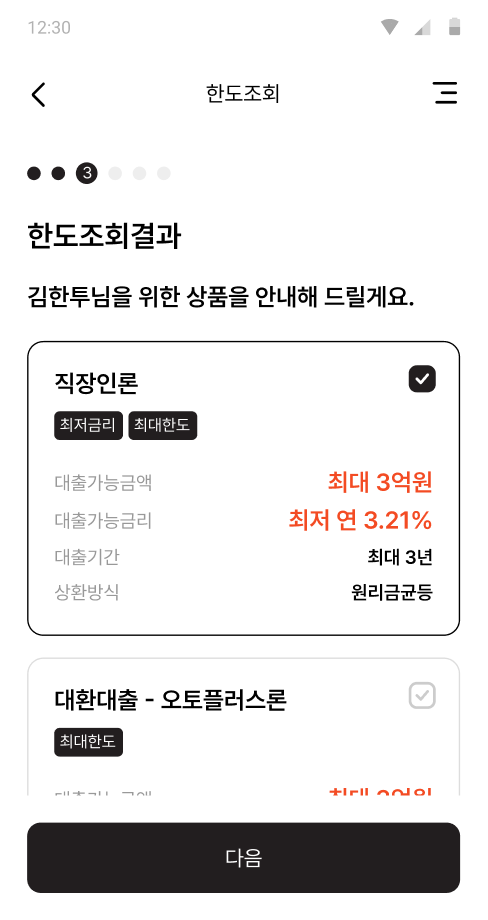 12:30
한도조회
3
한도조회결과
김한투님을 위한 상품을 안내해 드릴게요.
직장인론
최저금리 최대한도
대출가능금액 최대 3억원
대출가능금리 최저 연 3.21%
대출기간 최대 3년
상환방식 원리금균등
대환대출 - 오토플러스론
최대한도
다음